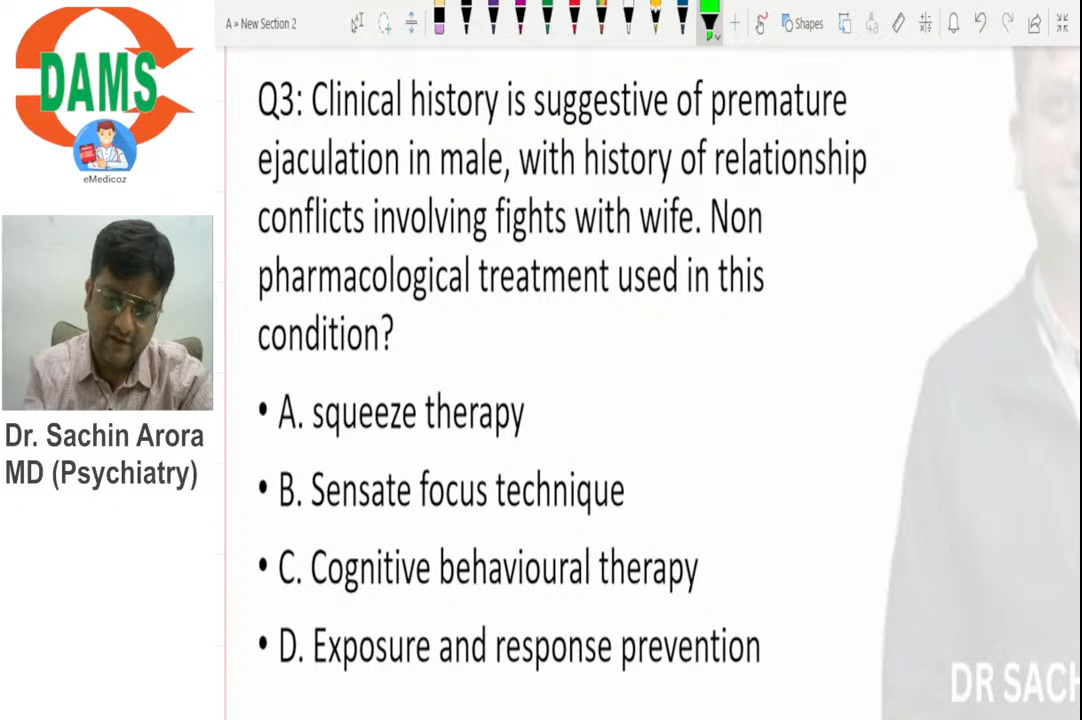 A » New Section 2
Shapes
DAMS
eMedicoz
Dr. Sachin Arora
MD (Psychiatry)
Q3: Clinical history is suggestive of premature
ejaculation in male, with history of relationship
conflicts involving fights with wife. Non
pharmacological treatment used in this
condition?
• A. squeeze therapy
• B. Sensate focus technique
• C. Cognitive behavioural therapy
• D. Exposure and response prevention
DR SACH